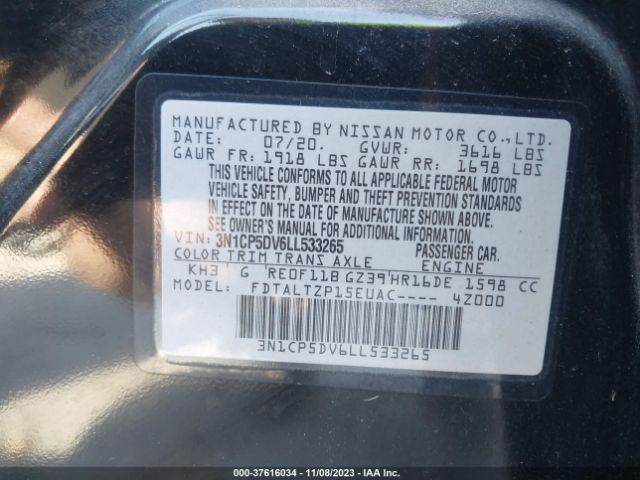 MANUFACTURED BY NISSAN MOTOR CO.,LTD.
DATE: 07/20. GVWR: 3616 LBS
GAWR FR: 1918 LBS GAWR RR: 1698 LBS
THIS VEHICLE CONFORMS TO ALL APPLICABLE FEDERAL MOTOR
VEHICLE SAFETY, BUMPER AND THEFT PREVENTION STANDARDS
IN EFFECT ON THE DATE OF MANUFACTURE SHOWN ABOVE.
SEE OWNER'S MANUAL FOR ADDITIONAL INFORMATION.
VIN: 3N1CP5DV6LL533265 PASSENGER CAR.
COLOR TRIM TRANS AXLE ENGINE
KH3 G 'RE0F11B GZ39'HR16DE 1598 CC
MODEL: FDTALTZP15EUAC---- 4Z000
3N1CP5DV6LL533265
000-37616034 - 11/08/2023 - IAA Inc.